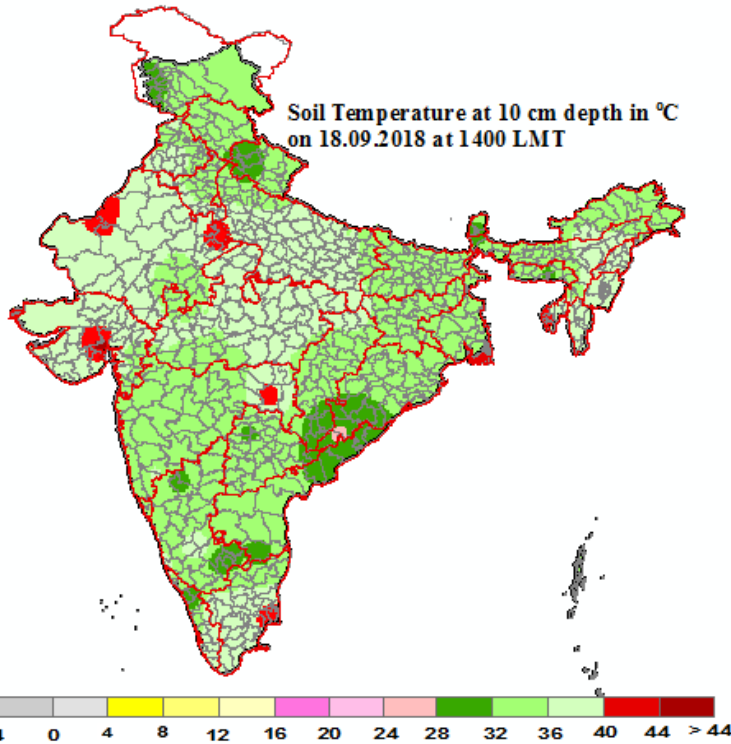 Soil Temperature at 10 cm depth in ⁰C
on 18.09.2018 at 1400 LMT
0 4 8 12 16 20 24 28 32 36 40 44 > 44